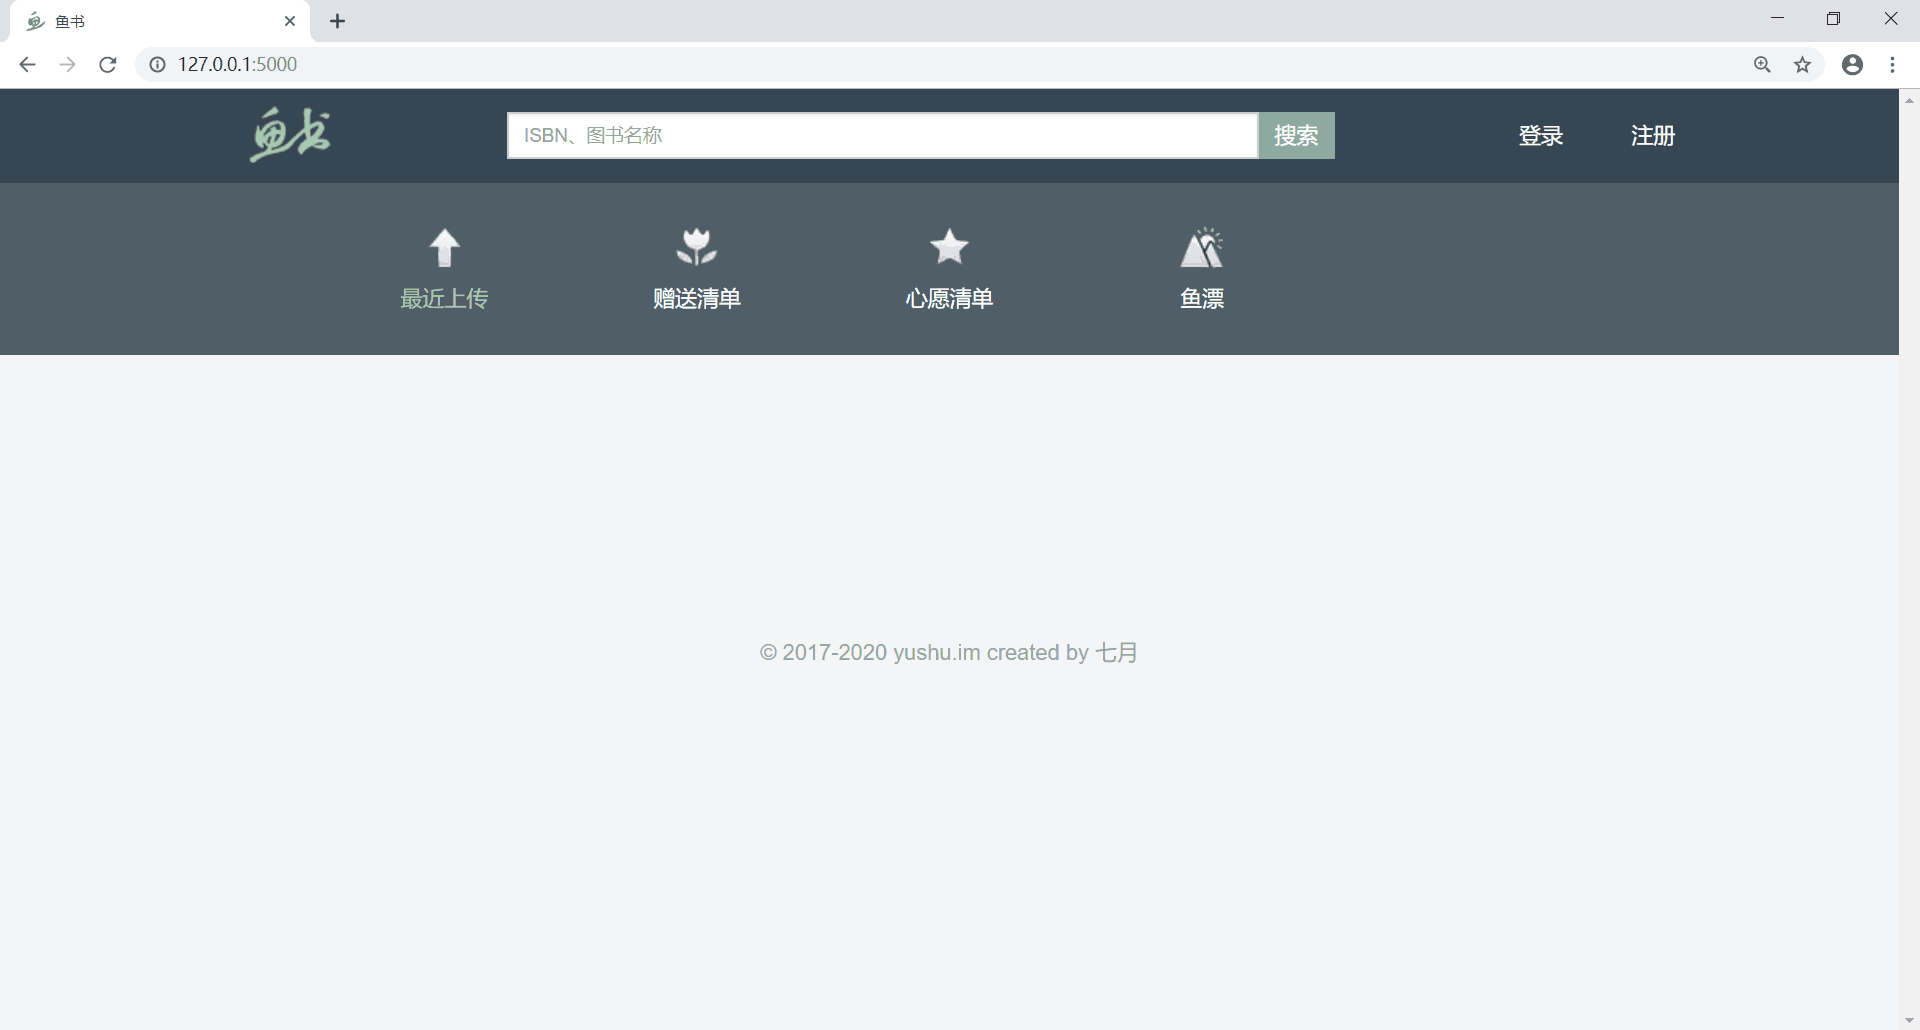 鱼书
127.0.0.1:5000
鱼书
ISBN、图书名称
搜索
登录
注册
最近上传
赠送清单
心愿清单
鱼漂
© 2017-2020 yushu.im created by 七月